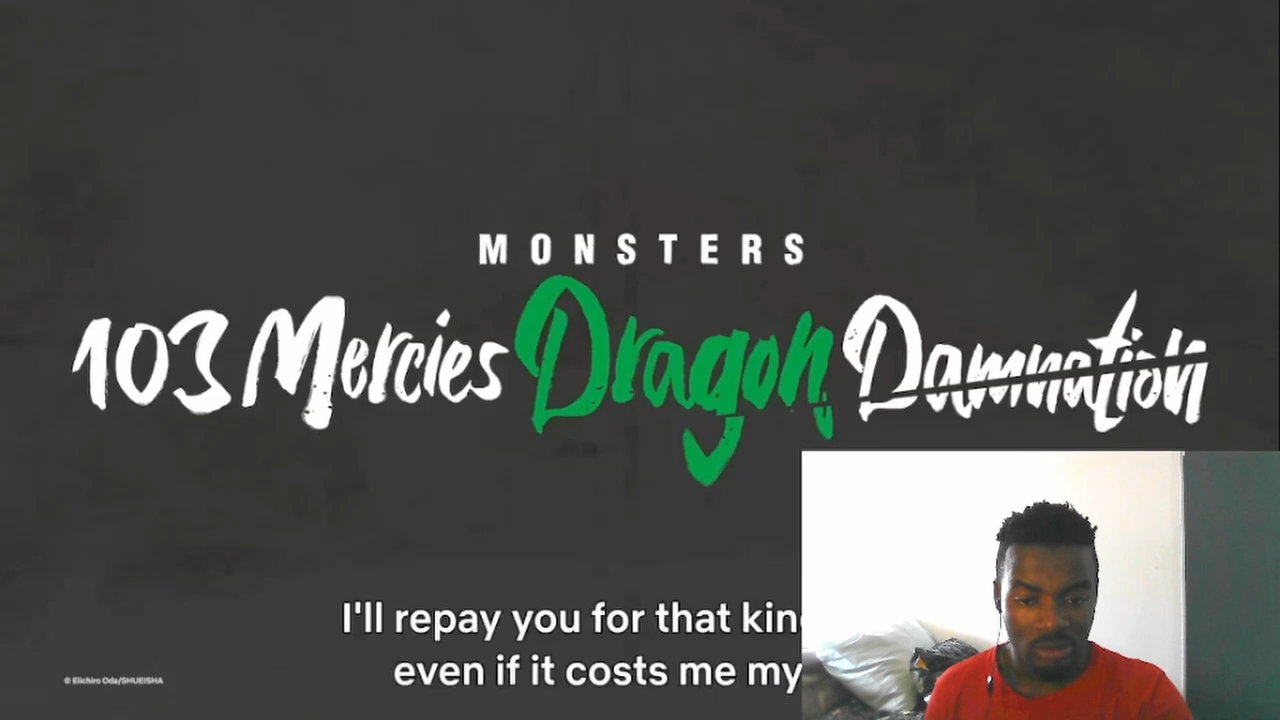 MONSTERS
103 Mercies Dragon Damnation
I'll repay you for that kin
even if it costs me my
© Eiichiro Oda/SHUEISHA